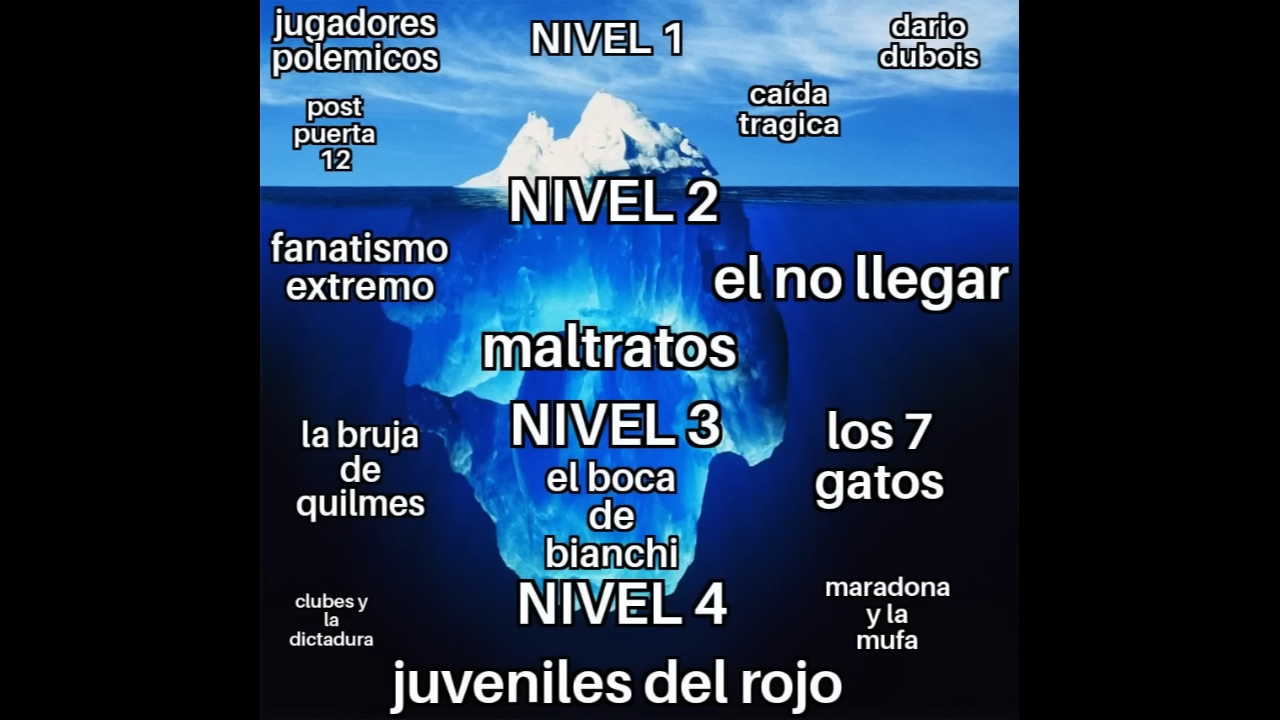 jugadores
polemicos
NIVEL 1
dario
dubois
post
puerta
12
caída
tragica
NIVEL 2
fanatismo
extremo
el no llegar
maltratos
NIVEL 3
la bruja
de
quilmes
el boca
de
bianchi
los 7
gatos
NIVEL 4
clubes y
la
dictadura
maradona
y la
mufa
juveniles del rojo